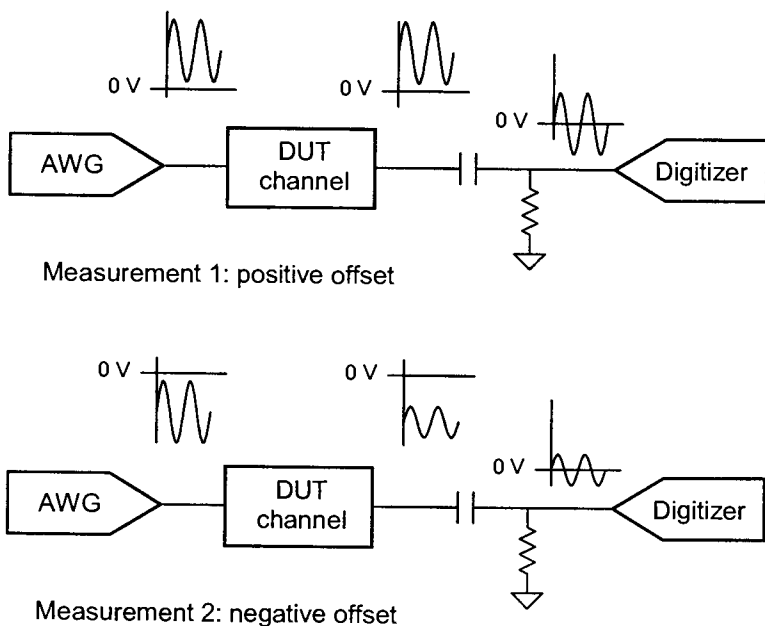 0 V
0 V
0 V
AWG
DUT
channel
Digitizer
Measurement 1: positive offset
0 V
0 V
0 V
AWG
DUT
channel
Digitizer
Measurement 2: negative offset